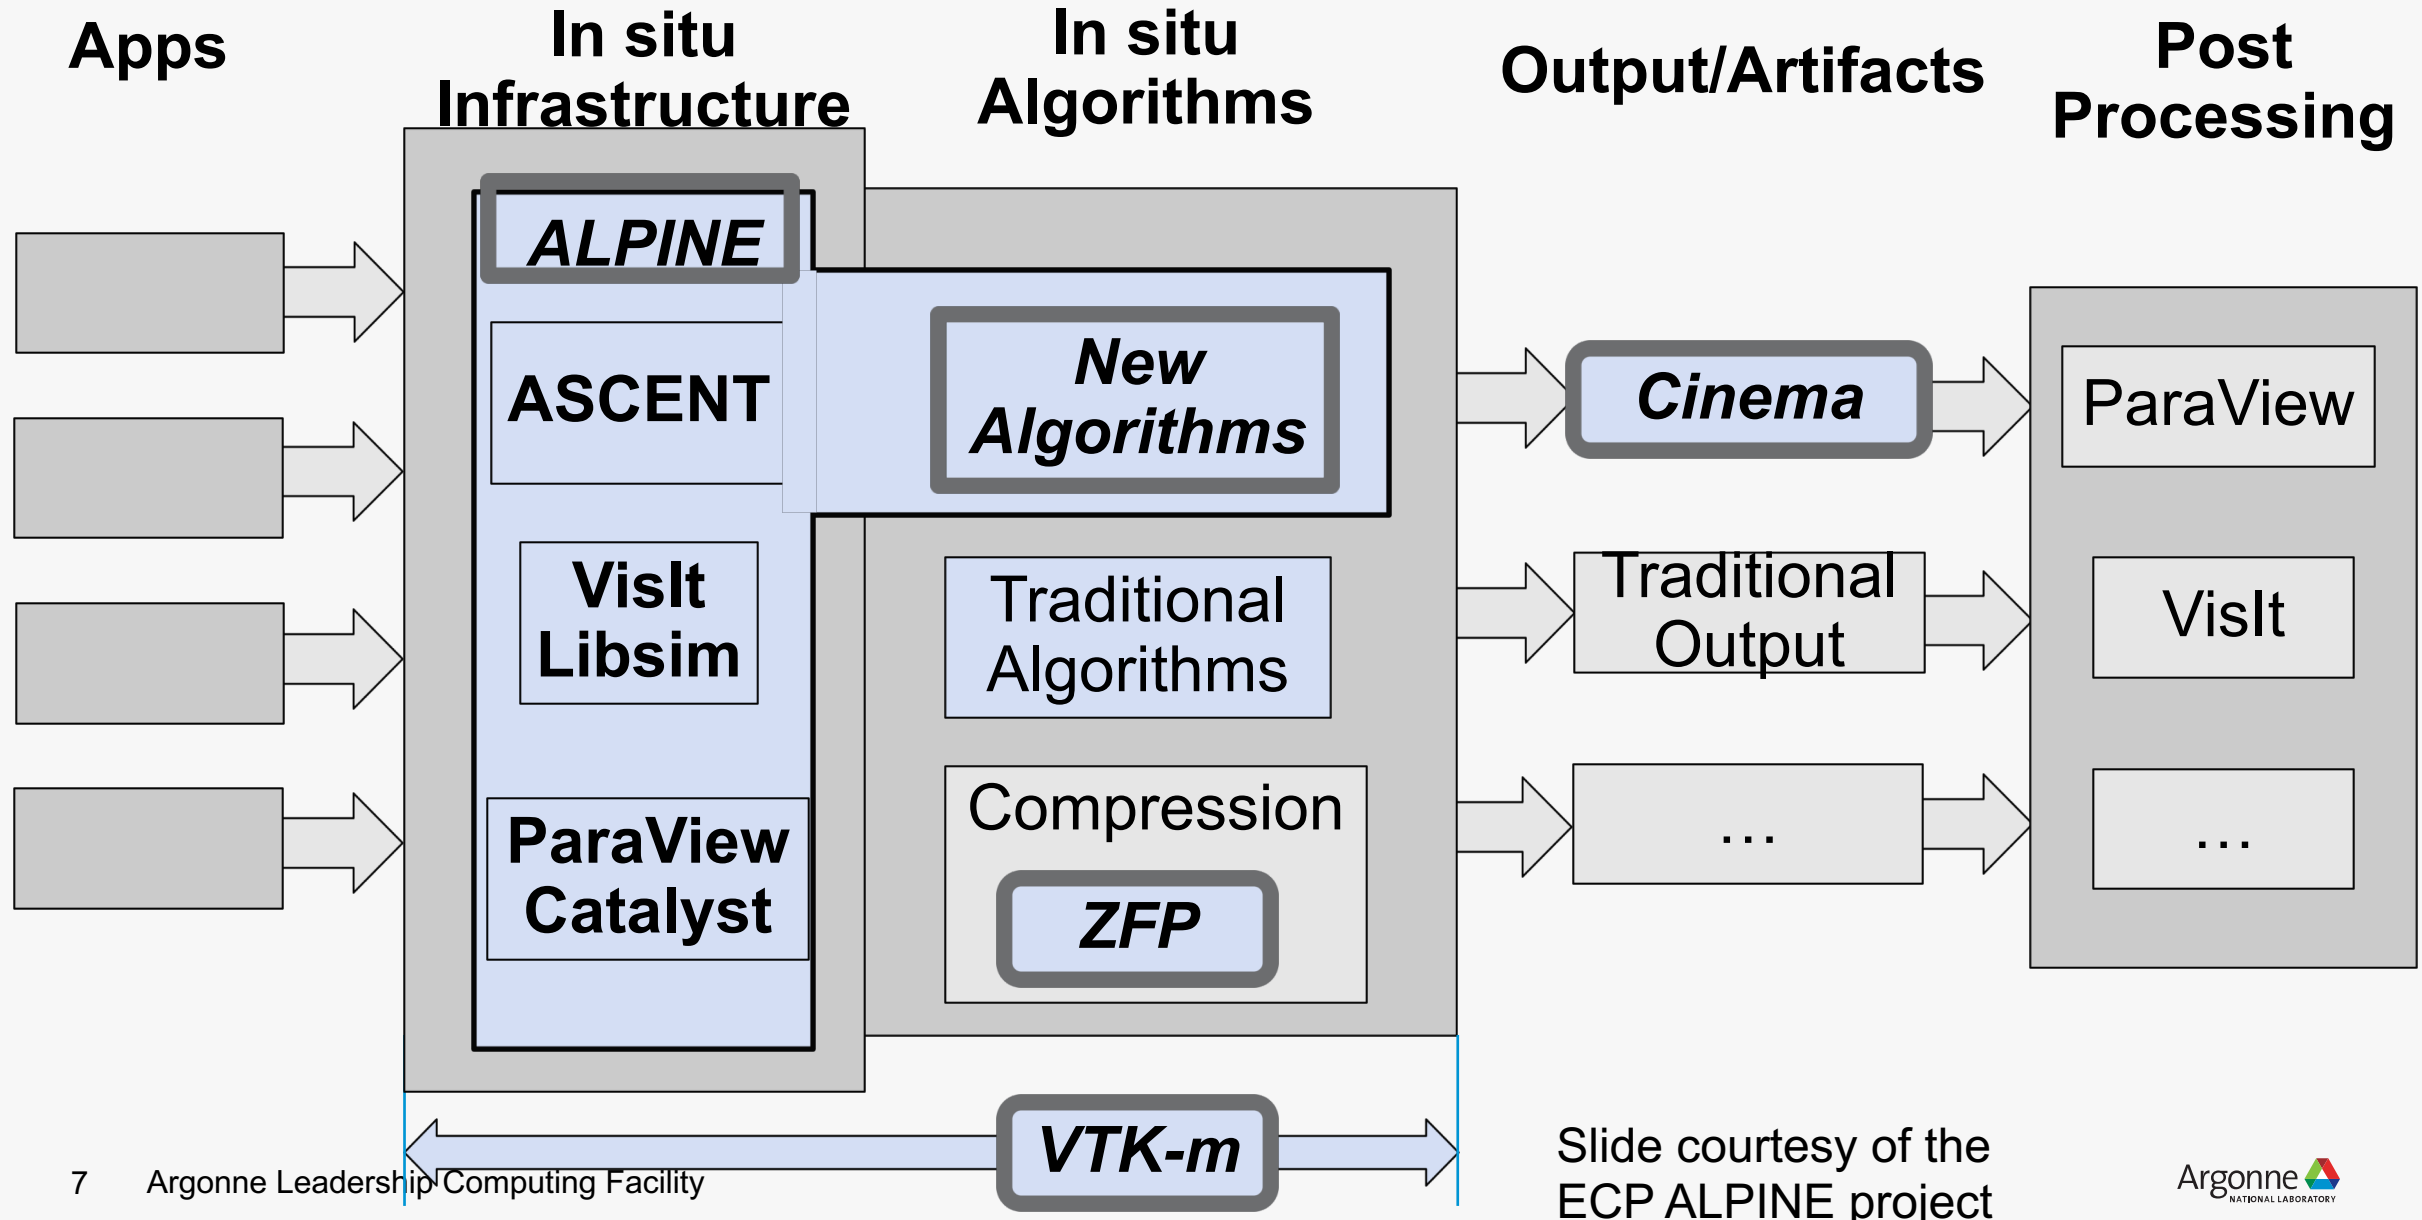 Apps
In situ
Infrastructure
In situ
Algorithms
Output/Artifacts
Post
Processing
ALPINE
ASCENT
VisIt
Libsim
ParaView
Catalyst
New
Algorithms
Traditional
Algorithms
Compression
ZFP
Cinema
Traditional
Output
…
ParaView
VisIt
…
VTK-m
7 Argonne Leadership Computing Facility
Slide courtesy of the
ECP ALPINE project
Argonne
NATIONAL LABORATORY